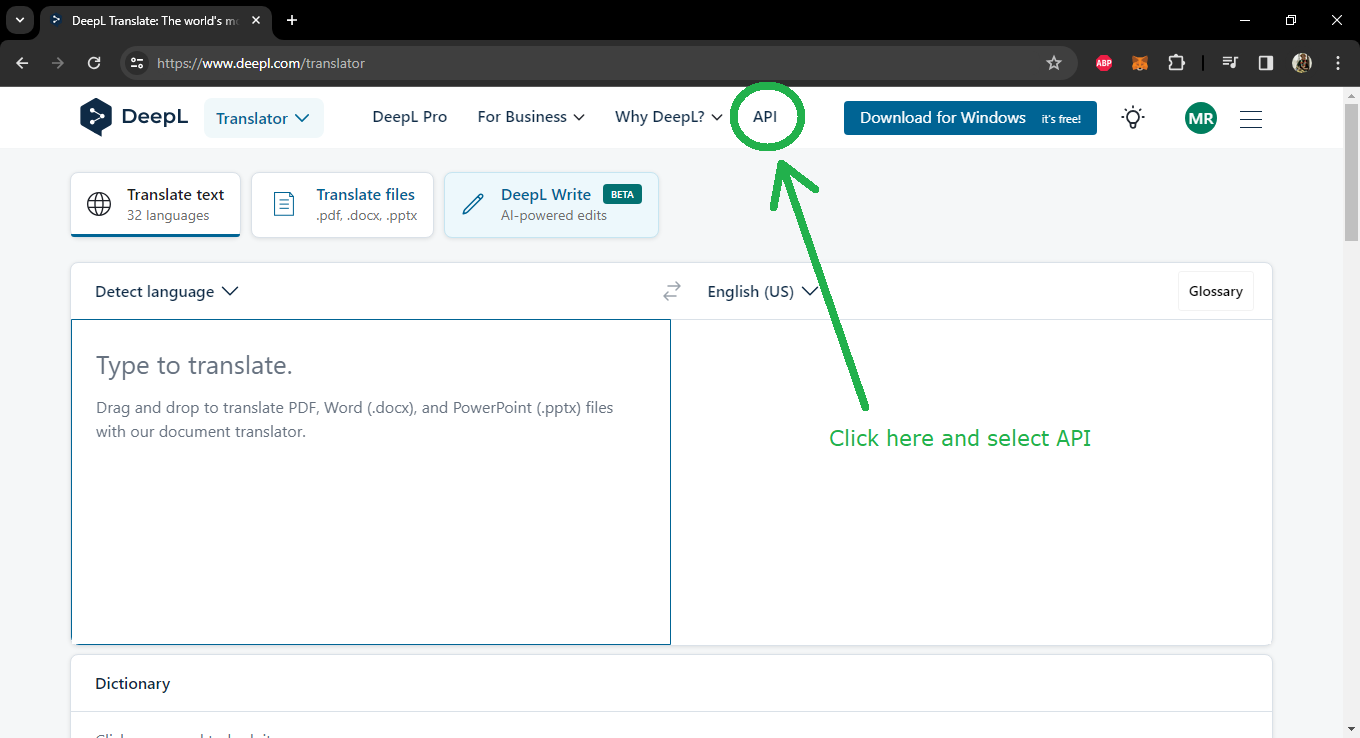 DeepL Translate: The world's mo
https://www.deepl.com/translator
ABP
DeepL
Translator
DeepL Pro
For Business
Why DeepL?
API
Download for Windows it's free!
MR
Translate text
32 languages
Translate files
.pdf, .docx, .pptx
DeepL Write BETA
AI-powered edits
Detect language
English (US)
Glossary
Type to translate.
Drag and drop to translate PDF, Word (.docx), and PowerPoint (.pptx) files
with our document translator.
Click here and select API
Dictionary